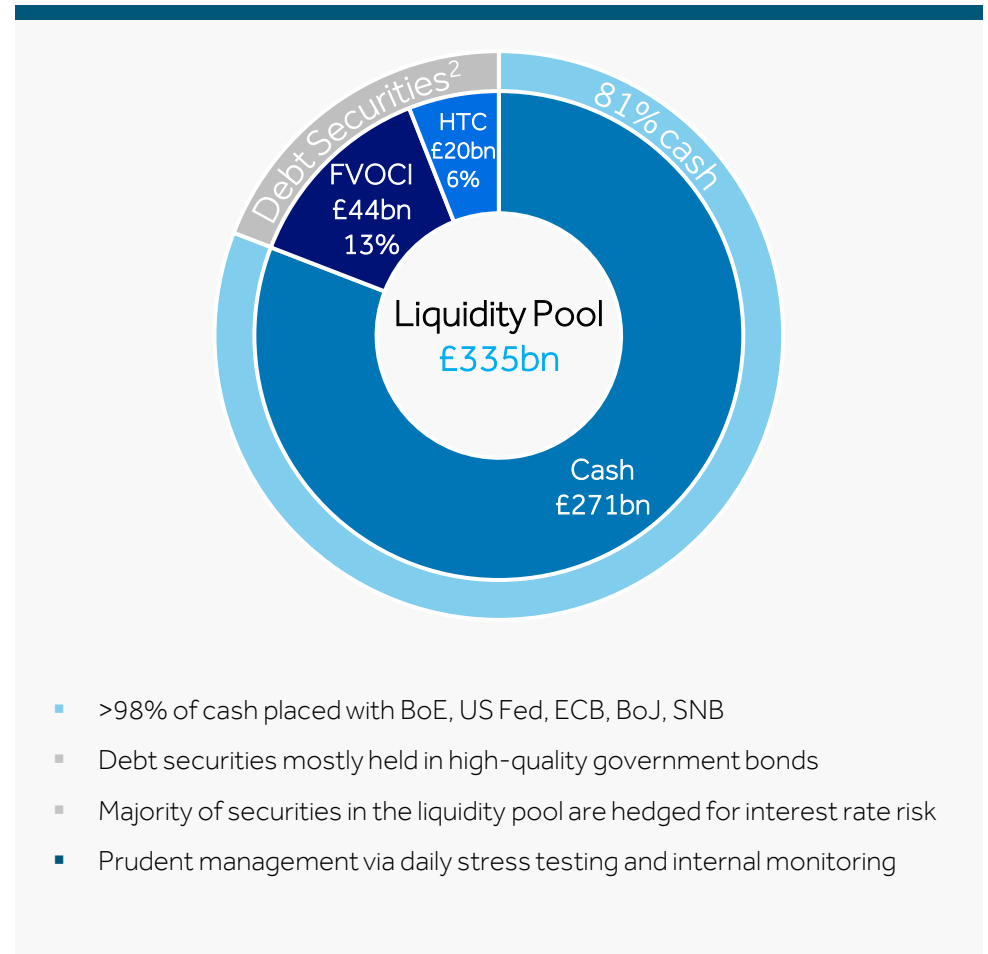 Debt Securities²
81% cash
HTC
£20bn
6%
FVOCI
£44bn
13%
Liquidity Pool
£335bn
Cash
£271bn
>98% of cash placed with BoE, US Fed, ECB, BoJ, SNB
Debt securities mostly held in high-quality government bonds
Majority of securities in the liquidity pool are hedged for interest rate risk
Prudent management via daily stress testing and internal monitoring